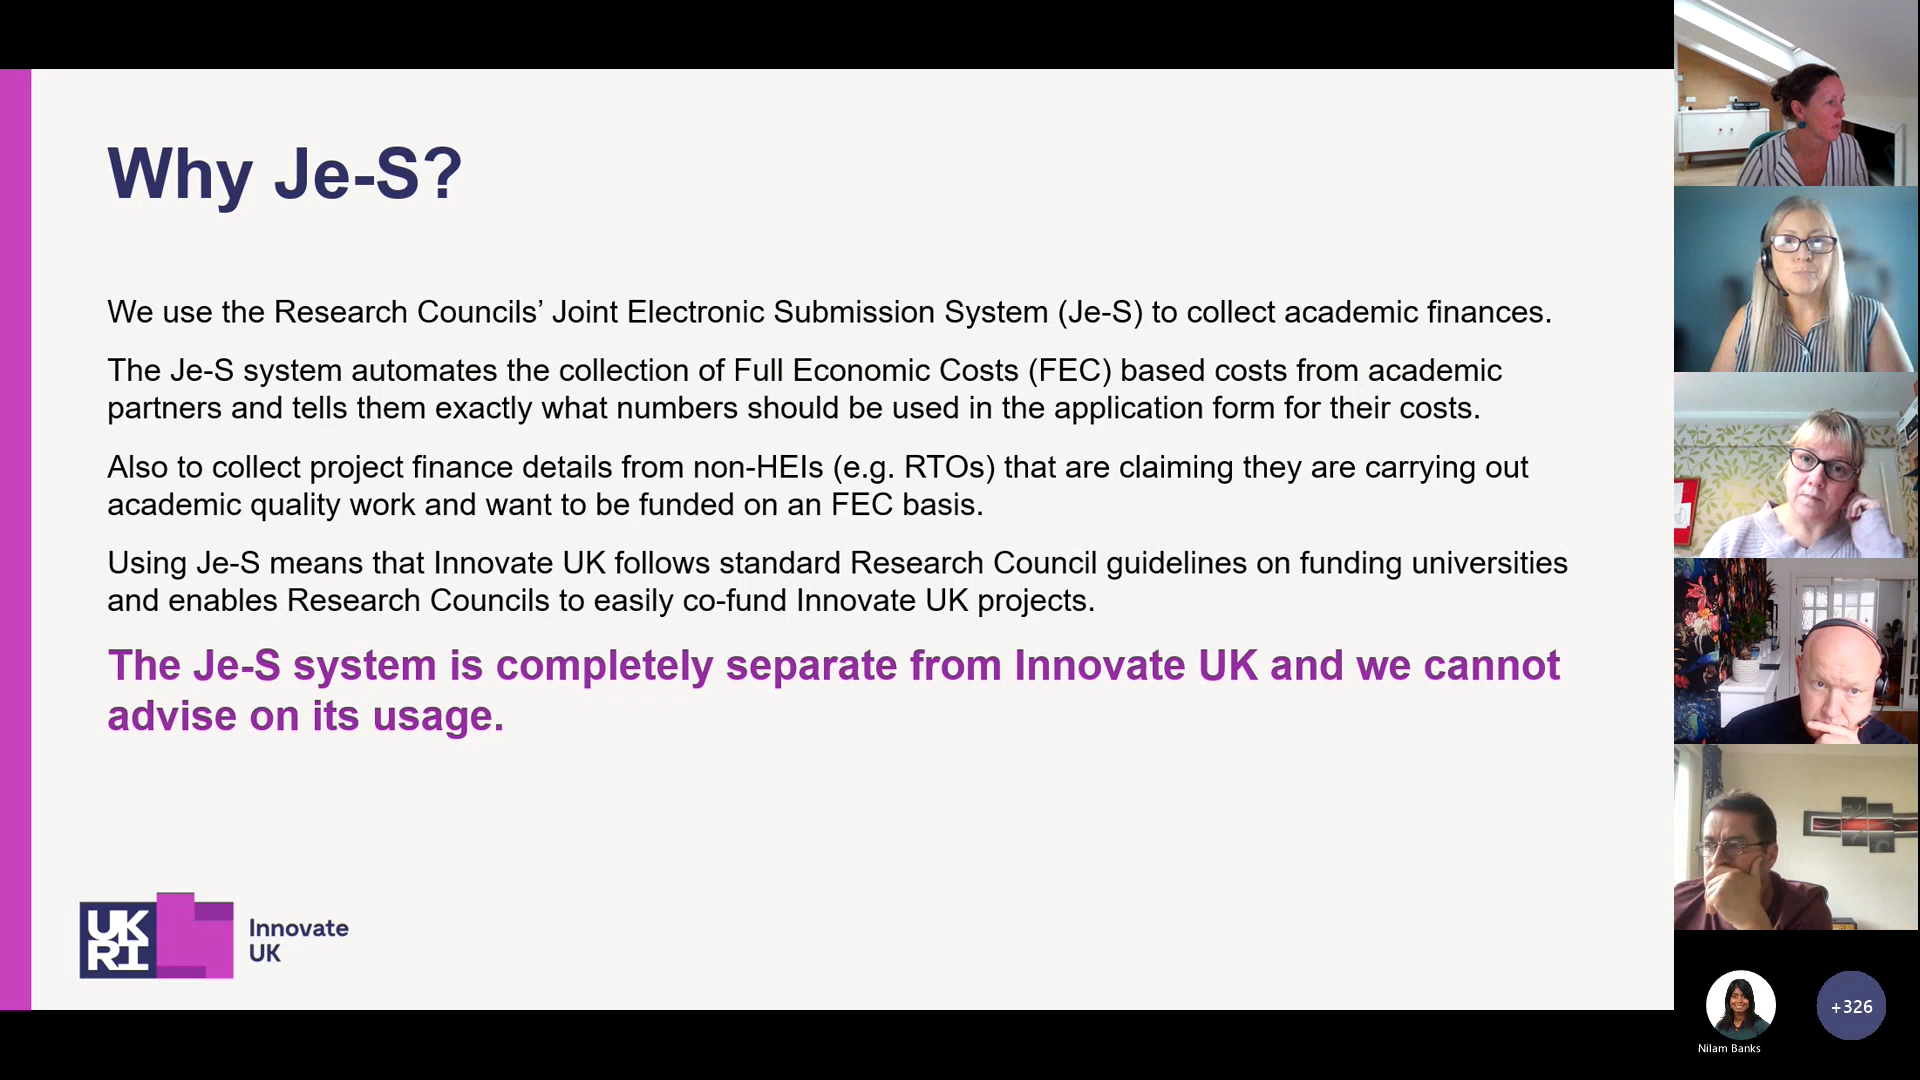 Why Je-S?
We use the Research Councils’ Joint Electronic Submission System (Je-S) to collect academic finances.
The Je-S system automates the collection of Full Economic Costs (FEC) based costs from academic
partners and tells them exactly what numbers should be used in the application form for their costs.
Also to collect project finance details from non-HEIs (e.g. RTOs) that are claiming they are carrying out
academic quality work and want to be funded on an FEC basis.
Using Je-S means that Innovate UK follows standard Research Council guidelines on funding universities
and enables Research Councils to easily co-fund Innovate UK projects.
The Je-S system is completely separate from Innovate UK and we cannot
advise on its usage.
UK
RI
Innovate
UK
+326
Nilam Banks